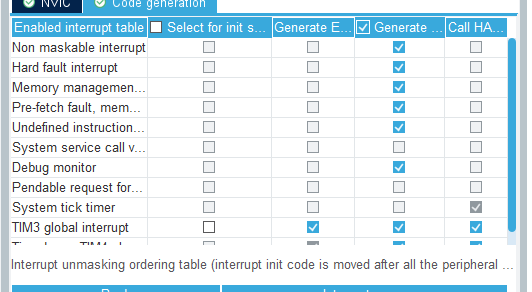 NVIC Code generation
Enabled interrupt table Select for init s... Generate E... Generate ... Call HA...
Non maskable interrupt
Hard fault interrupt
Memory managemen...
Pre-fetch fault, mem...
Undefined instruction...
System service call v...
Debug monitor
Pendable request for...
System tick timer
TIM3 global interrupt
Interrupt unmasking ordering table (interrupt init code is moved after all the peripheral ...